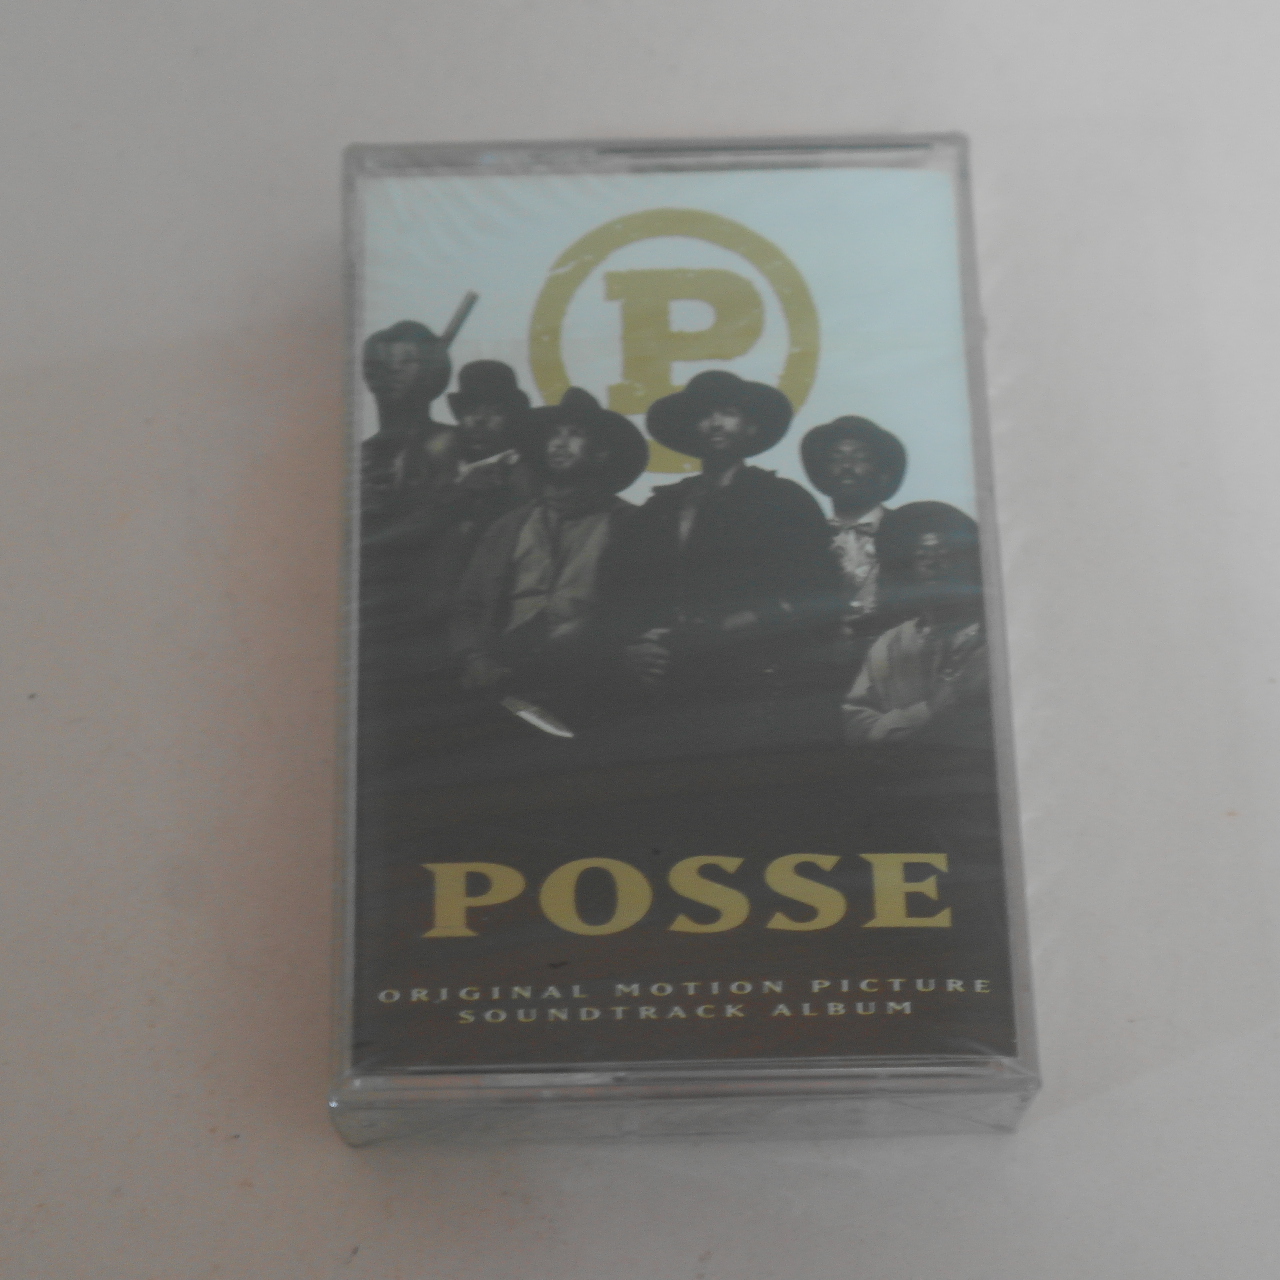 P
POSSE
ORIGINAL MOTION PICTURE
SOUNDTRACK ALBUM